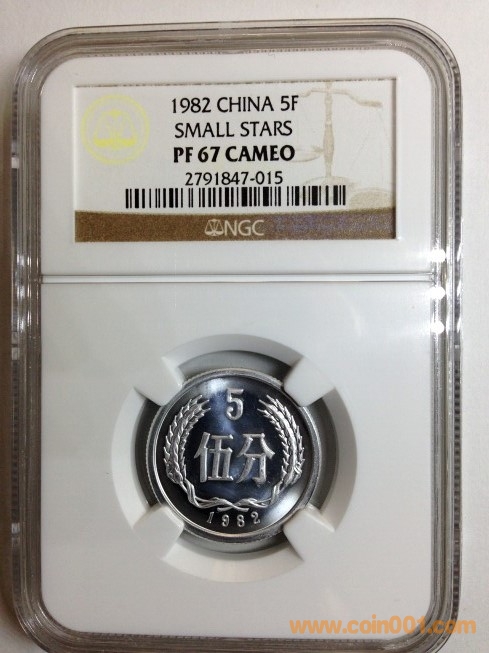 1982 CHINA 5F
SMALL STARS
PF 67 CAMEO
2791847-015
NGC
5
伍分
1982
www.coin001.com